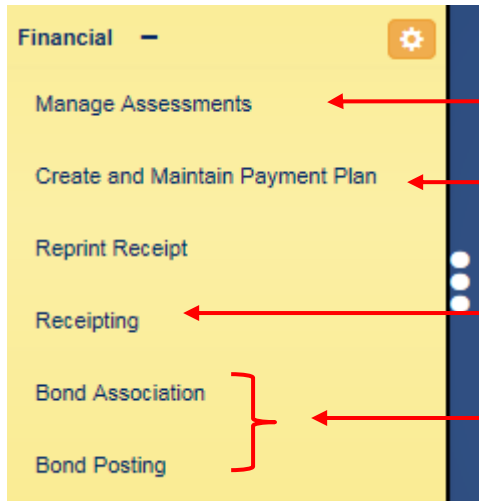 Financial –
Manage Assessments
Create and Maintain Payment Plan
Reprint Receipt
Receipting
Bond Association
Bond Posting